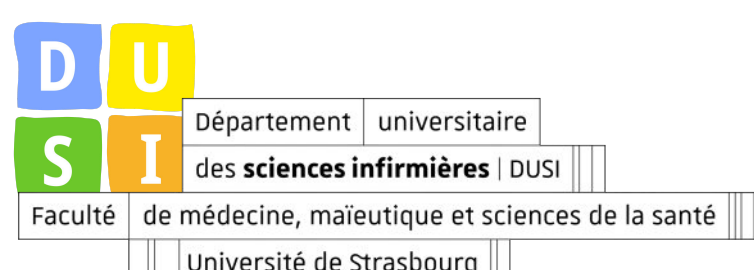 D U
S I
Département universitaire
des sciences infirmières | DUSI
Faculté de médecine, maïeutique et sciences de la santé
Université de Strasbourg